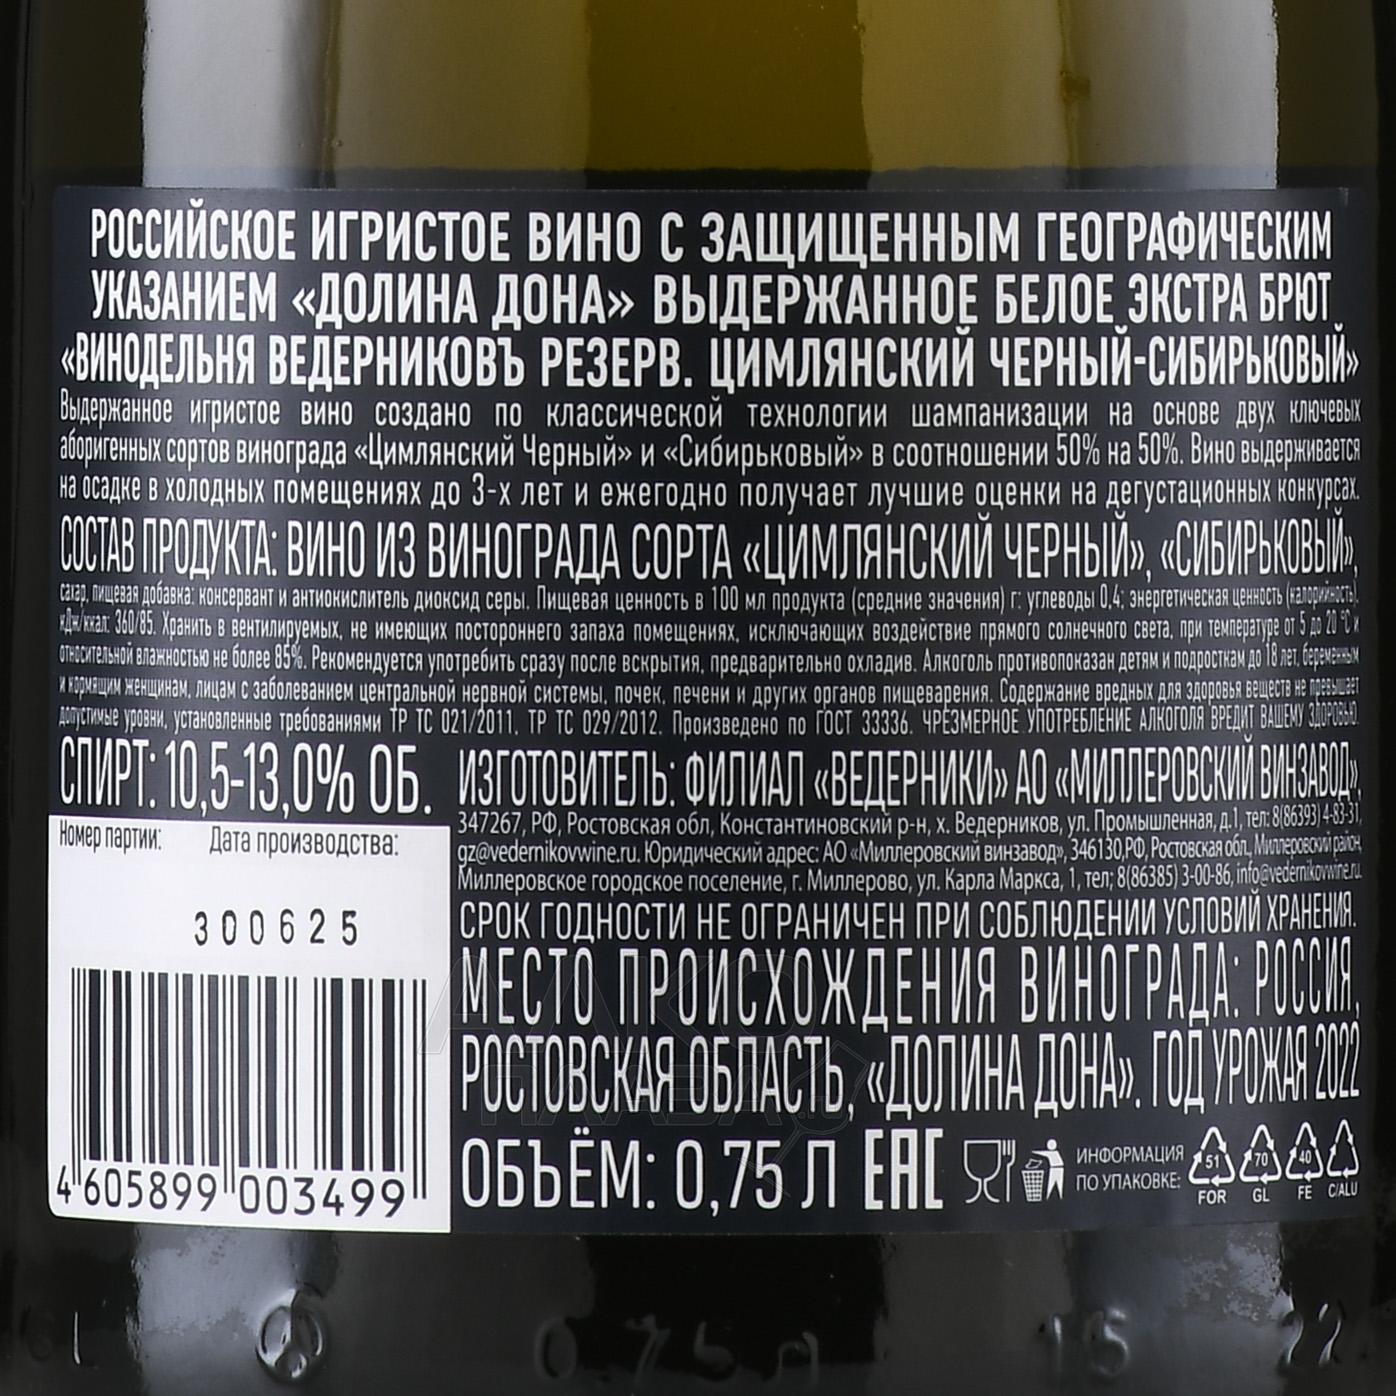 РОССИЙСКОЕ ИГРИСТОЕ ВИНО С ЗАЩИЩЕННЫМ ГЕОГРАФИЧЕСКИМ
УКАЗАНИЕМ «ДОЛИНА ДОНА» ВЫДЕРЖАННОЕ БЕЛОЕ ЭКСТРА БРЮТ
«ВИНОДЕЛЬНЯ ВЕДЕРНИКОВЪ РЕЗЕРВ. ЦИМЛЯНСКИЙ ЧЕРНЫЙ-СИБИРЬКОВЫЙ»
Выдержанное игристое вино создано по классической технологии шампанизации на основе двух ключевых
аборигенных сортов винограда «Цимлянский Черный» и «Сибирьковый» в соотношении 50% на 50%. Вино выдерживается
на осадке в холодных помещениях до 3-х лет и ежегодно получает лучшие оценки на дегустационных конкурсах.
СОСТАВ ПРОДУКТА: ВИНО ИЗ ВИНОГРАДА СОРТА «ЦИМЛЯНСКИЙ ЧЕРНЫЙ», «СИБИРЬКОВЫЙ»,
сахар, пищевая добавка: консервант и антиокислитель диоксид серы. Пищевая ценность в 100 мл продукта (средние значения) г: углеводы 0,4; энергетическая ценность (калорийность),
кДж/ккал: 360/85. Хранить в вентилируемых, не имеющих постороннего запаха помещениях, исключающих воздействие прямого солнечного света, при температуре от 5 до 20 °С и
относительной влажностью не более 85%. Рекомендуется употребить сразу после вскрытия, предварительно охладив. Алкоголь противопоказан детям и подросткам до 18 лет, беременным
и кормящим женщинам, лицам с заболеванием центральной нервной системы, почек, печени и других органов пищеварения. Содержание вредных для здоровья веществ не превышает
допустимые уровни, установленные требованиями ТР ТС 021/2011, ТР ТС 029/2012. Произведено по ГОСТ 33336. ЧРЕЗМЕРНОЕ УПОТРЕБЛЕНИЕ АЛКОГОЛЯ ВРЕДИТ ВАШЕМУ ЗДОРОВЬЮ.
СПИРТ: 10,5-13,0% ОБ.
Номер партии: Дата производства:
300625
4 605899 003499
ИЗГОТОВИТЕЛЬ: ФИЛИАЛ «ВЕДЕРНИКИ» АО «МИЛЛЕРОВСКИЙ ВИНЗАВОД»,
347267, РФ, Ростовская обл, Константиновский р-н, х. Ведерников, ул. Промышленная, д.1, тел: 8(86393) 4-83-31,
gz@vedernikovwine.ru. Юридический адрес: АО «Миллеровский винзавод», 346130,РФ, Ростовская обл., Миллеровский район,
Миллеровское городское поселение, г. Миллерово, ул. Карла Маркса, 1, тел; 8(86385) 3-00-86, info@vedernikovwine.ru.
СРОК ГОДНОСТИ НЕ ОГРАНИЧЕН ПРИ СОБЛЮДЕНИИ УСЛОВИЙ ХРАНЕНИЯ.
МЕСТО ПРОИСХОЖДЕНИЯ ВИНОГРАДА: РОССИЯ,
РОСТОВСКАЯ ОБЛАСТЬ, «ДОЛИНА ДОНА». ГОД УРОЖАЯ 2022
ОБЪЁМ: 0,75 Л EAC
ИНФОРМАЦИЯ
ПО УПАКОВКЕ:
51 70 40
FOR GL FE C/ALU
АЛКО
ПЛАЗА.ru
0,75 Л 15 22